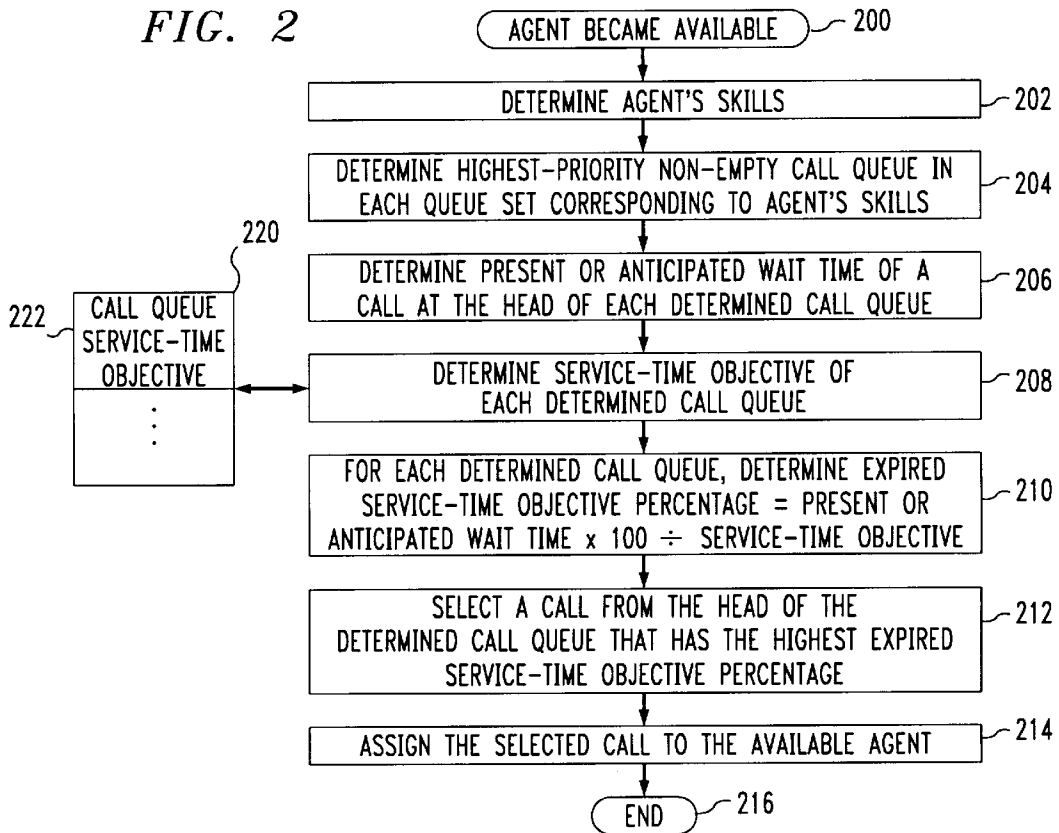 FIG. 2
AGENT BECAME AVAILABLE
200
DETERMINE AGENT'S SKILLS
202
DETERMINE HIGHEST-PRIORITY NON-EMPTY CALL QUEUE IN
EACH QUEUE SET CORRESPONDING TO AGENT'S SKILLS
204
DETERMINE PRESENT OR ANTICIPATED WAIT TIME OF A
CALL AT THE HEAD OF EACH DETERMINED CALL QUEUE
206
220
222
CALL QUEUE
SERVICE-TIME
OBJECTIVE
DETERMINE SERVICE-TIME OBJECTIVE OF
EACH DETERMINED CALL QUEUE
208
FOR EACH DETERMINED CALL QUEUE, DETERMINE EXPIRED
SERVICE-TIME OBJECTIVE PERCENTAGE = PRESENT OR
ANTICIPATED WAIT TIME x 100 ÷ SERVICE-TIME OBJECTIVE
210
SELECT A CALL FROM THE HEAD OF THE
DETERMINED CALL QUEUE THAT HAS THE HIGHEST EXPIRED
SERVICE-TIME OBJECTIVE PERCENTAGE
212
ASSIGN THE SELECTED CALL TO THE AVAILABLE AGENT
214
END
216